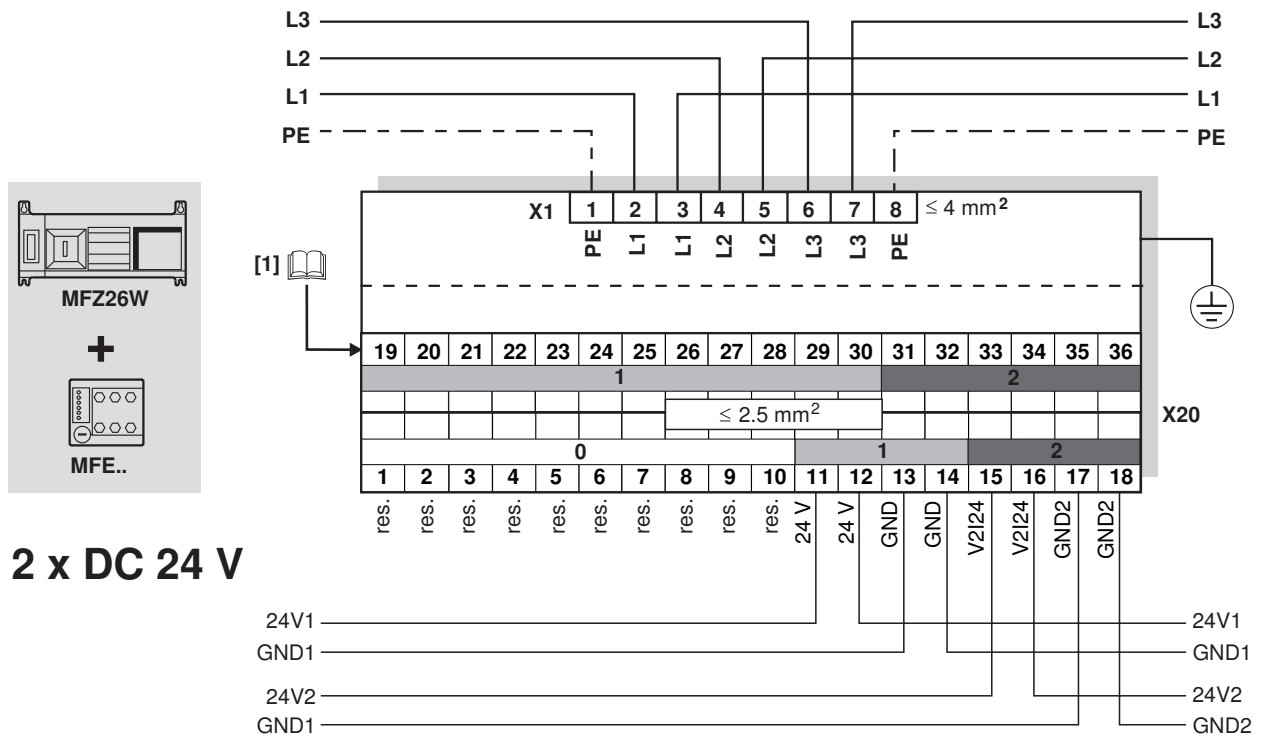 L3 L3
L2 L2
L1 L1
PE PE
X1 1 2 3 4 5 6 7 8 ≤ 4 mm²
PE L1 L1 L2 L2 L3 L3 PE
[1]
MFZ26W
+
MFE..
19 20 21 22 23 24 25 26 27 28 29 30 31 32 33 34 35 36
1 2
≤ 2.5 mm²
X20
0 1 2
1 2 3 4 5 6 7 8 9 10 11 12 13 14 15 16 17 18
res. res. res. res. res. res. res. res. res. res. 24 V 24 V GND GND V2I24 V2I24 GND2 GND2
2 x DC 24 V
24V1 24V1
GND1 GND1
24V2 24V2
GND1 GND2